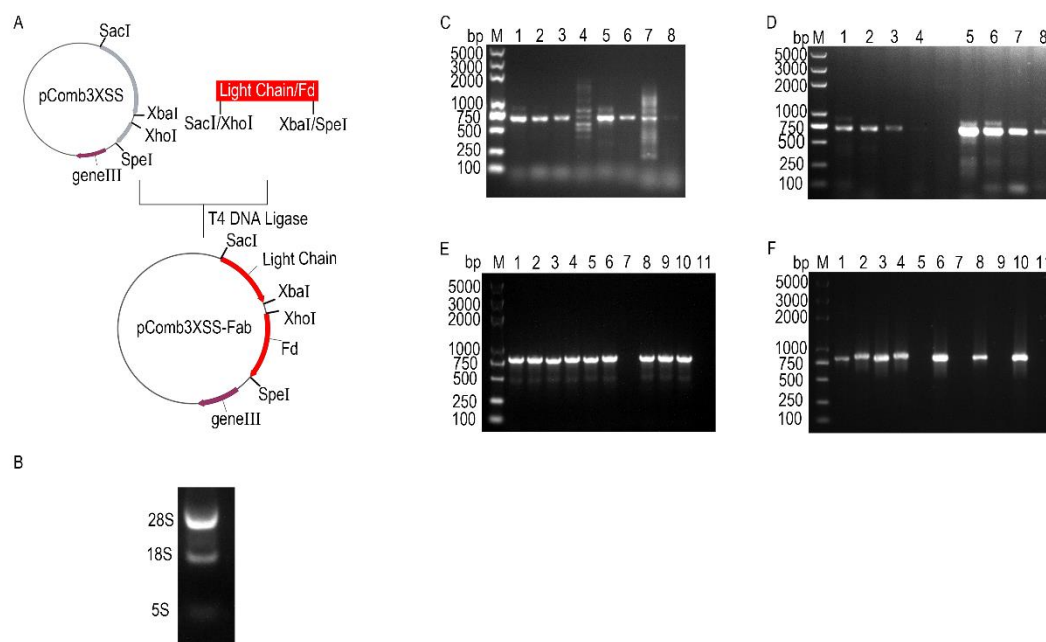 A
SacI
pComb3XSS
XbaI
XhoI
SpeI
geneIII
Light Chain/Fd
SacI/XhoI
XbaI/SpeI
T4 DNA Ligase
SacI
Light Chain
XbaI
XhoI
pComb3XSS-Fab
Fd
SpeI
geneIII
B
28S
18S
5S
C
bp M 1 2 3 4 5 6 7 8
5000
3000
2000
1000
750
500
250
100
D
bp M 1 2 3 4 5 6 7 8
5000
3000
2000
1000
750
500
250
100
E
bp M 1 2 3 4 5 6 7 8 9 10 11
5000
3000
2000
1000
750
500
250
100
F
bp M 1 2 3 4 5 6 7 8 9 10 11
5000
3000
2000
1000
750
500
250
100